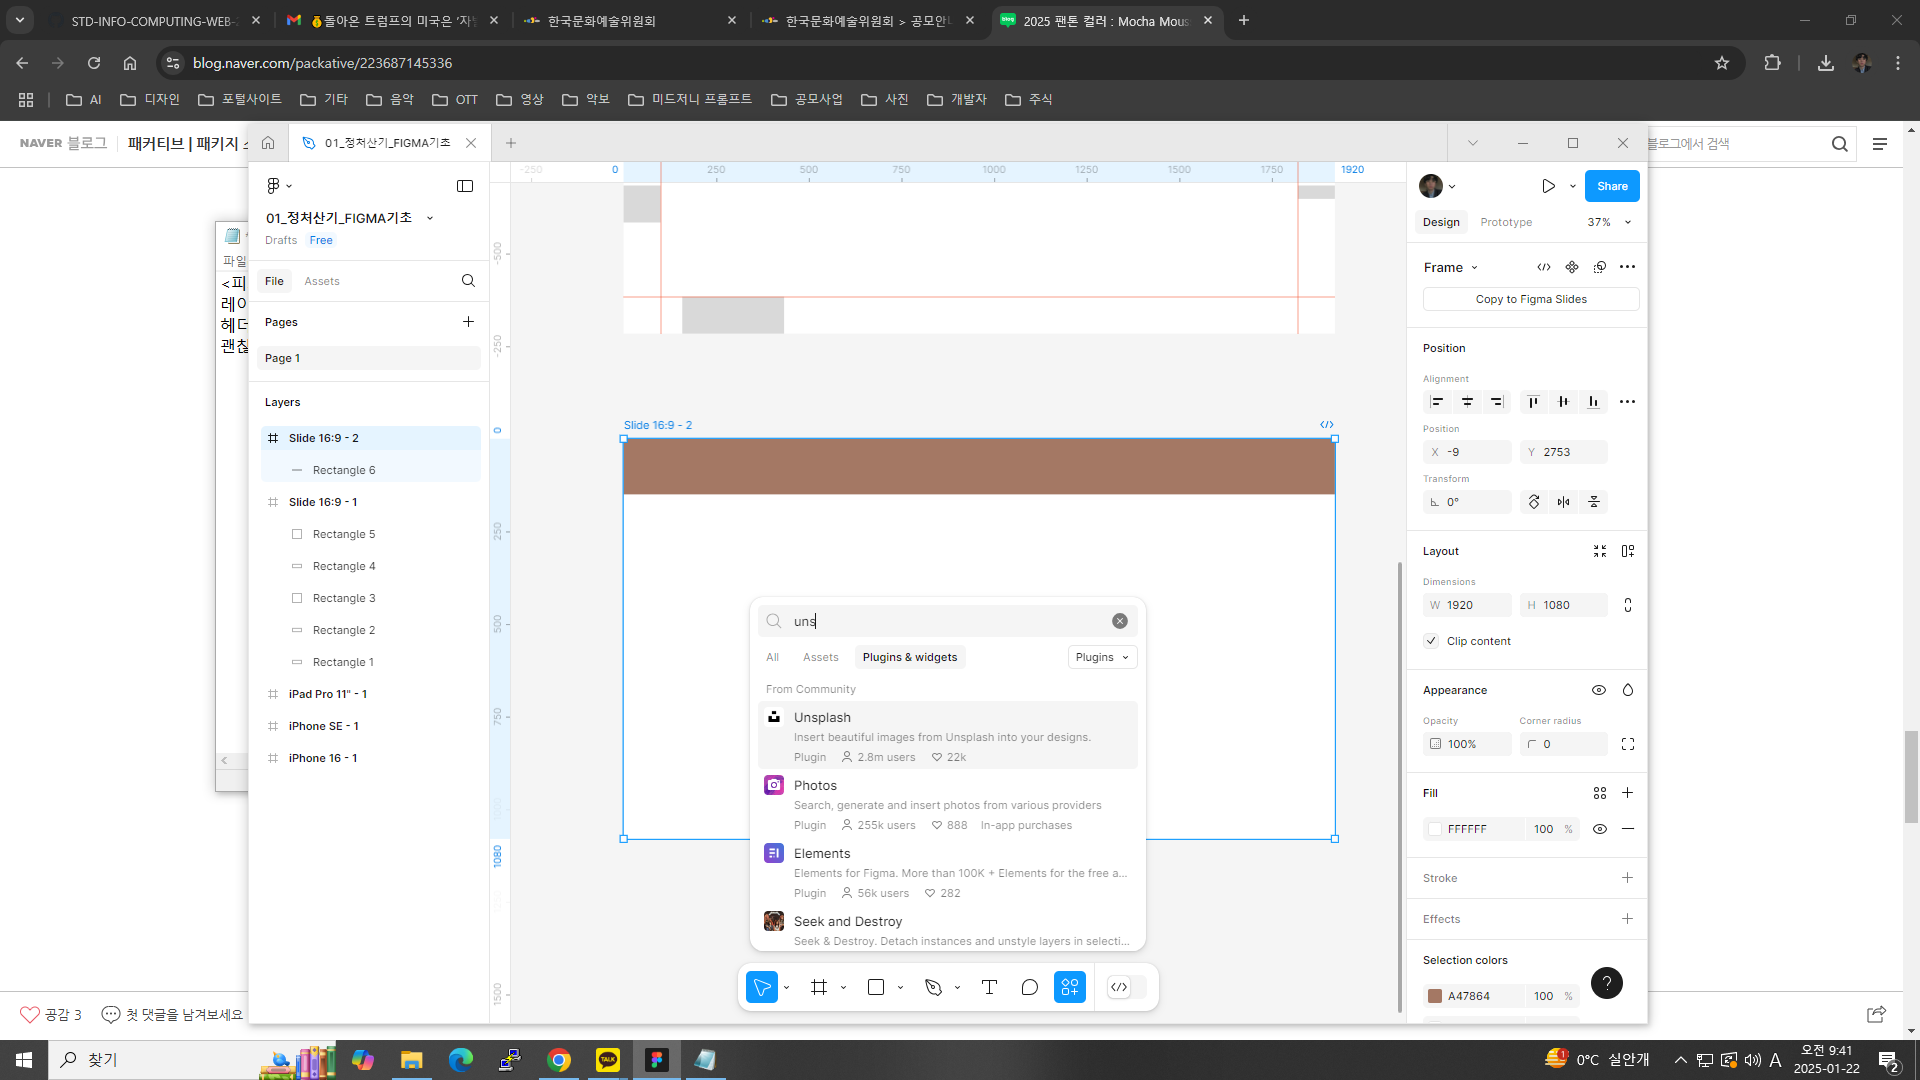 STD-INFO-COMPUTING-WEB-2
💰돌아온 트럼프의 미국은 '자
한국문화예술위원회
한국문화예술위원회 > 공모안
2025 팬톤 컬러 : Mocha Mous
blog.naver.com/packative/223687145336
AI
디자인
포털사이트
기타
음악
OTT
영상
악보
미드저니 프롬프트
공모사업
사진
개발자
주식
NAVER 블로그
패커티브 | 패키지
블로그에서 검색
01_정처산기_FIGMA기초
파일
<피
레이
헤더
괜찮
01_정처산기_FIGMA기초
Drafts
Free
File
Assets
Pages
Page 1
Layers
Slide 16:9 - 2
Rectangle 6
Slide 16:9 - 1
Rectangle 5
Rectangle 4
Rectangle 3
Rectangle 2
Rectangle 1
iPad Pro 11" - 1
iPhone SE - 1
iPhone 16 - 1
-250
0
250
500
750
1000
1250
1500
1750
1920
-500
-250
0
250
500
750
1080
1500
Slide 16:9 - 2
uns
All
Assets
Plugins & widgets
Plugins
From Community
Unsplash
Insert beautiful images from Unsplash into your designs.
Plugin
2.8m users
22k
Photos
Search, generate and insert photos from various providers
Plugin
255k users
888
In-app purchases
Elements
Elements for Figma. More than 100K + Elements for the free a...
Plugin
56k users
282
Seek and Destroy
Seek & Destroy. Detach instances and unstyle layers in selecti...
Share
Design
Prototype
37%
Frame
Copy to Figma Slides
Position
Alignment
Position
X -9
Y 2753
Transform
0°
Layout
Dimensions
W 1920
H 1080
Clip content
Appearance
Opacity
Corner radius
100%
0
Fill
FFFFFF
100 %
Stroke
Effects
Selection colors
A47864
100 %
?
공감 3
첫 댓글을 남겨보세요
찾기
TALK
1
0°C 실안개
A
오전 9:41
2025-01-22
2